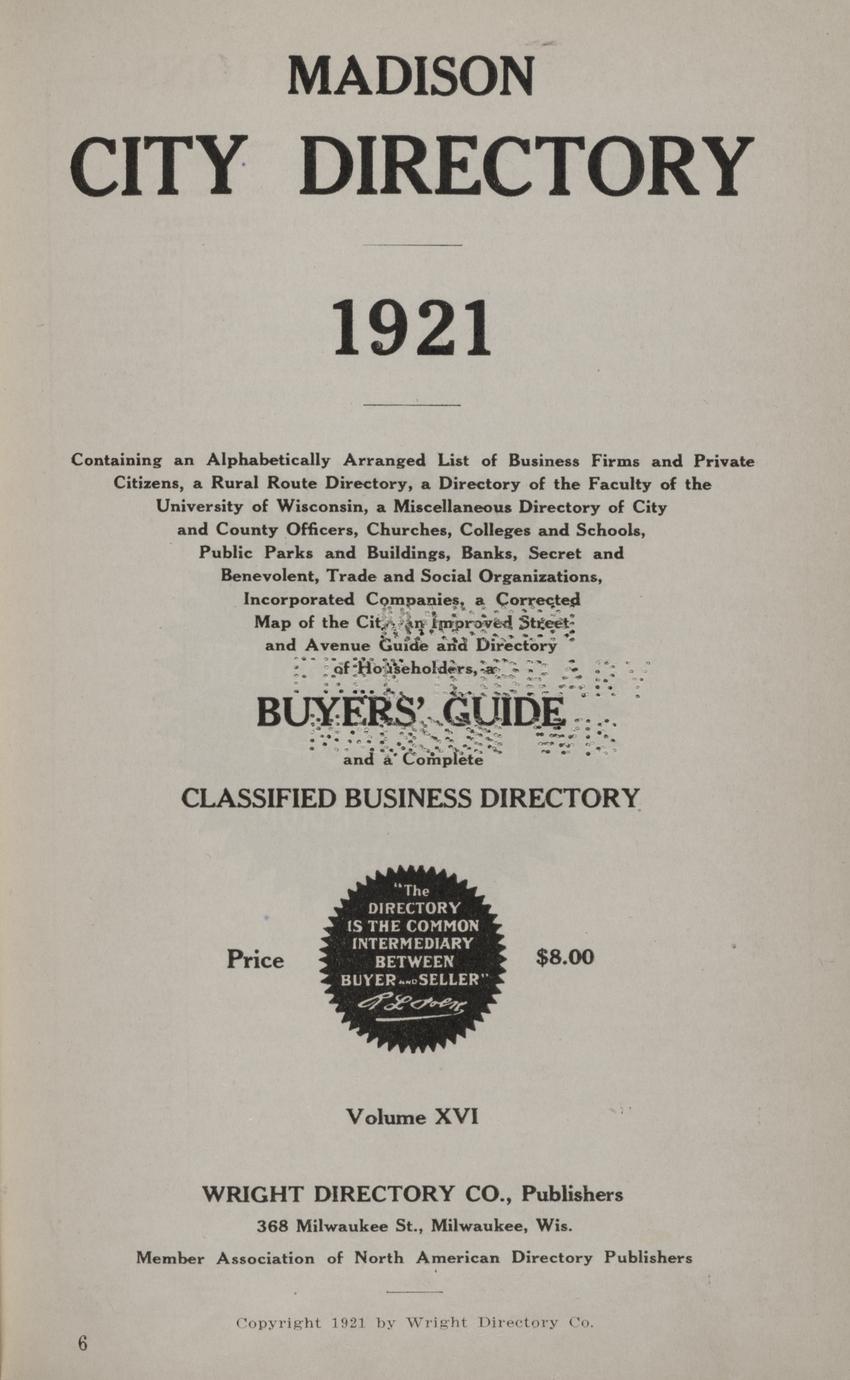 MADISON
CITY DIRECTORY
1921
Containing an Alphabetically Arranged List of Business Firms and Private
Citizens, a Rural Route Directory, a Directory of the Faculty of the
University of Wisconsin, a Miscellaneous Directory of City
and County Officers, Churches, Colleges and Schools,
Public Parks and Buildings, Banks, Secret and
Benevolent, Trade and Social Organizations,
Incorporated Companies, a Corrected
Map of the City, an Improved Street
and Avenue Guide and Directory
of Householders, a
BUYERS' GUIDE
and a Complete
CLASSIFIED BUSINESS DIRECTORY
"The
DIRECTORY
IS THE COMMON
INTERMEDIARY
BETWEEN
BUYER AND SELLER"
Price
$8.00
Volume XVI
WRIGHT DIRECTORY CO., Publishers
368 Milwaukee St., Milwaukee, Wis.
Member Association of North American Directory Publishers
Copyright 1921 by Wright Directory Co.
6